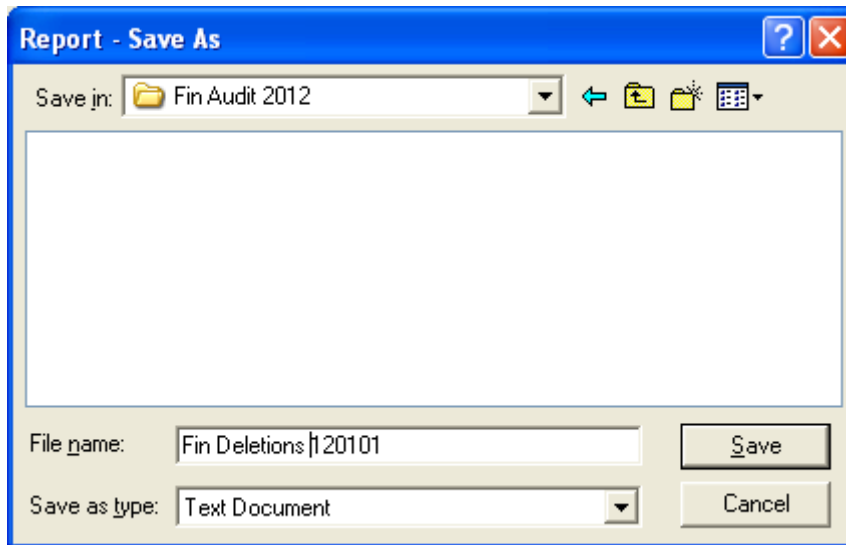 Report - Save As
Save in: Fin Audit 2012
File name: Fin Deletions 120101
Save
Save as type: Text Document
Cancel